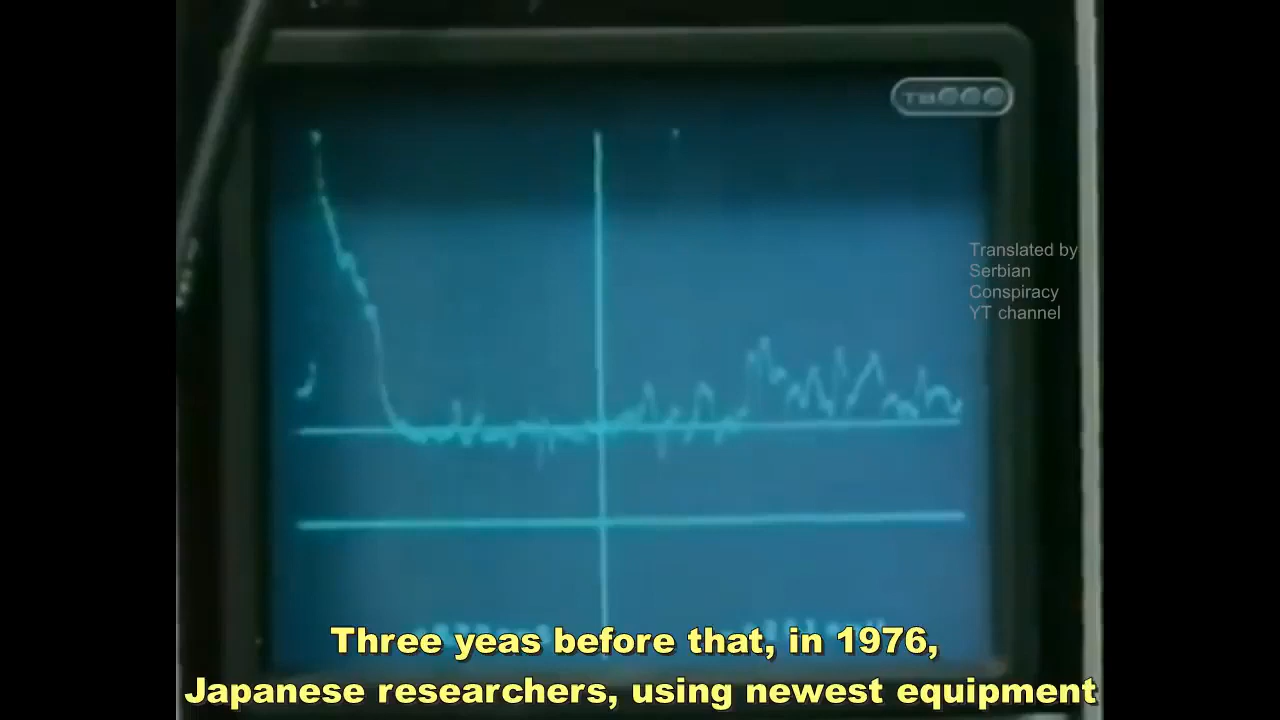 Translated by
Serbian
Conspiracy
YT channel
Three yeas before that, in 1976,
Japanese researchers, using newest equipment